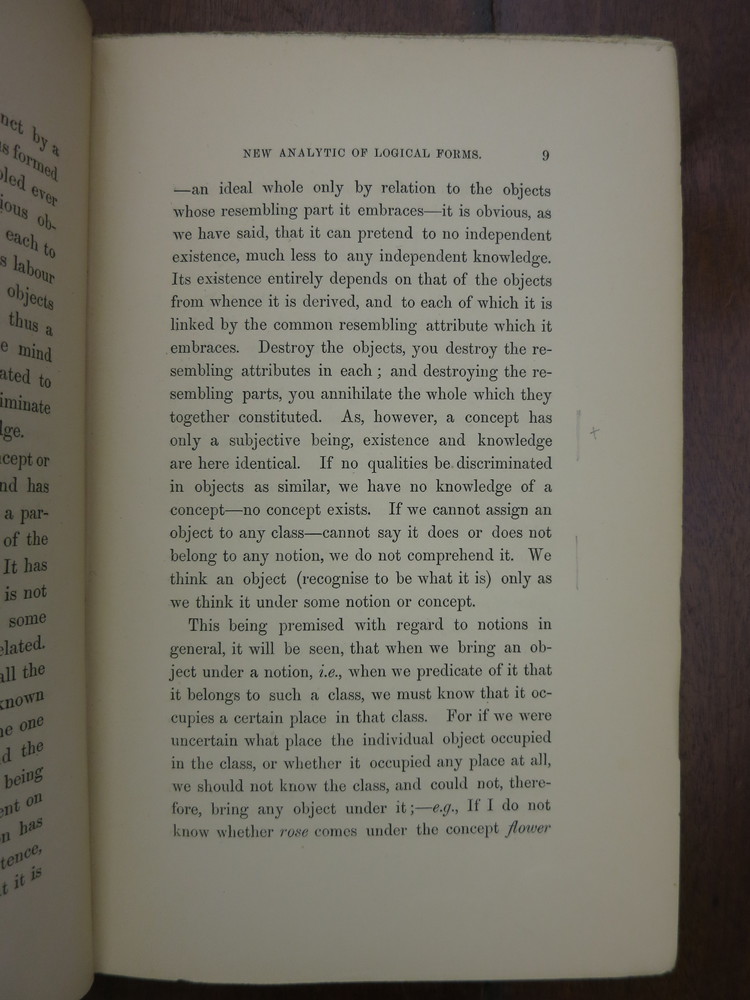 nct by a
s formed
pled ever
ious ob-
each to
s labour
objects
thus a
e mind
ated to
iminate
lge.
cept or
nd has
a par-
of the
It has
is not
some
elated.
all the
known
ne one
d the
being
ent on
n has
tence,
t it is
NEW ANALYTIC OF LOGICAL FORMS. 9
—an ideal whole only by relation to the objects
whose resembling part it embraces—it is obvious, as
we have said, that it can pretend to no independent
existence, much less to any independent knowledge.
Its existence entirely depends on that of the objects
from whence it is derived, and to each of which it is
linked by the common resembling attribute which it
embraces. Destroy the objects, you destroy the re-
sembling attributes in each; and destroying the re-
sembling parts, you annihilate the whole which they
together constituted. As, however, a concept has
only a subjective being, existence and knowledge
are here identical. If no qualities be discriminated
in objects as similar, we have no knowledge of a
concept—no concept exists. If we cannot assign an
object to any class—cannot say it does or does not
belong to any notion, we do not comprehend it. We
think an object (recognise to be what it is) only as
we think it under some notion or concept.
This being premised with regard to notions in
general, it will be seen, that when we bring an ob-
ject under a notion, i.e., when we predicate of it that
it belongs to such a class, we must know that it oc-
cupies a certain place in that class. For if we were
uncertain what place the individual object occupied
in the class, or whether it occupied any place at all,
we should not know the class, and could not, there-
fore, bring any object under it;—e.g., If I do not
know whether rose comes under the concept flower